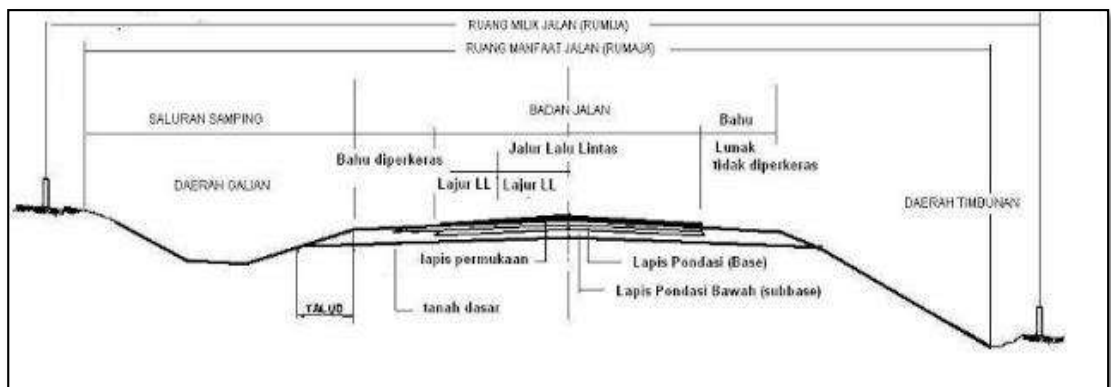 RUANG MILIK JALAN (RUMIJA)
RUANG MANFAAT JALAN (RUMAJA)
BADAN JALAN
SALURAN SAMPING
Bahu
Jalur Lalu Lintas
Lunak
Bahu diperkeras
tidak diperkeras
Lajur LL
Lajur LL
DAERAH GALIAN
DAERAH TIMBUNAN
lapis permukaan
Lapis Pondasi (Base)
Lapis Pondasi Bawah (subbase)
TALUD
tanah dasar